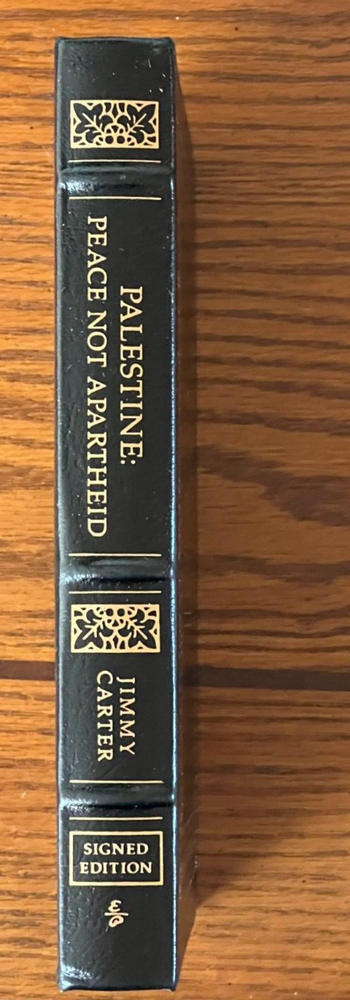 PALESTINE:
PEACE NOT APARTHEID
JIMMY
CARTER
SIGNED
EDITION